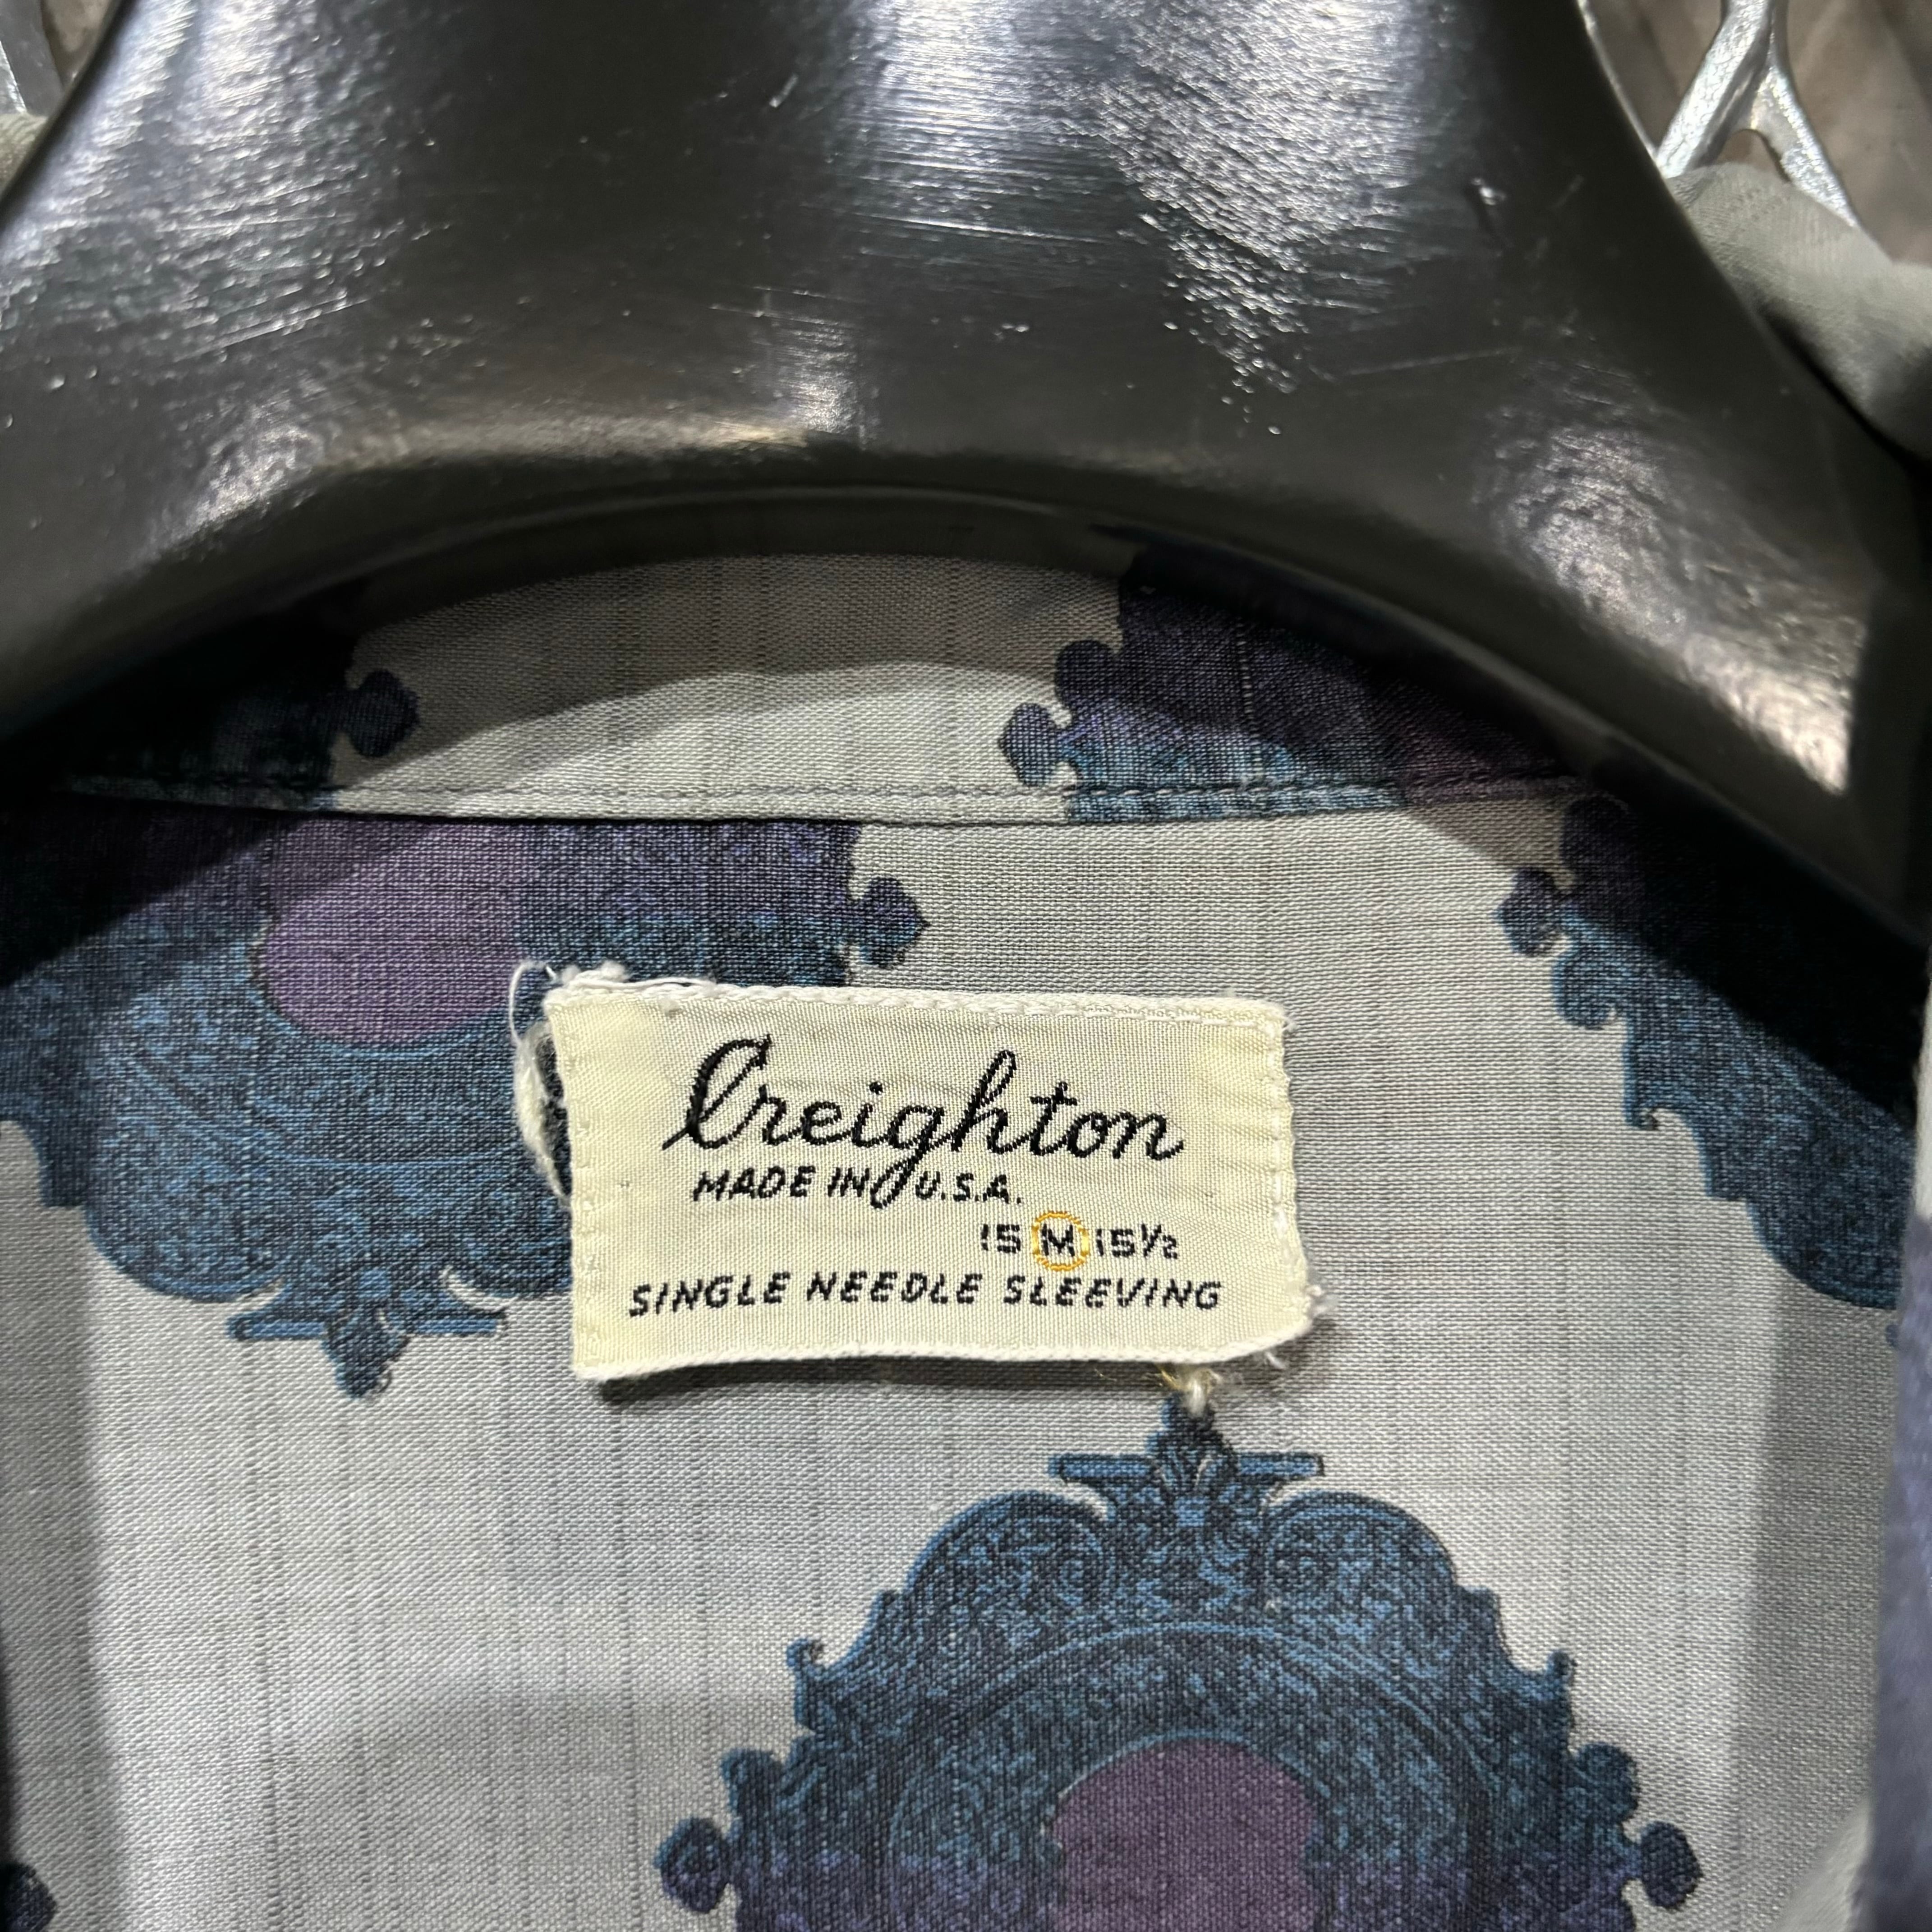 Creighton
MADE IN U.S.A.
15 M 15½
SINGLE NEEDLE SLEEVING